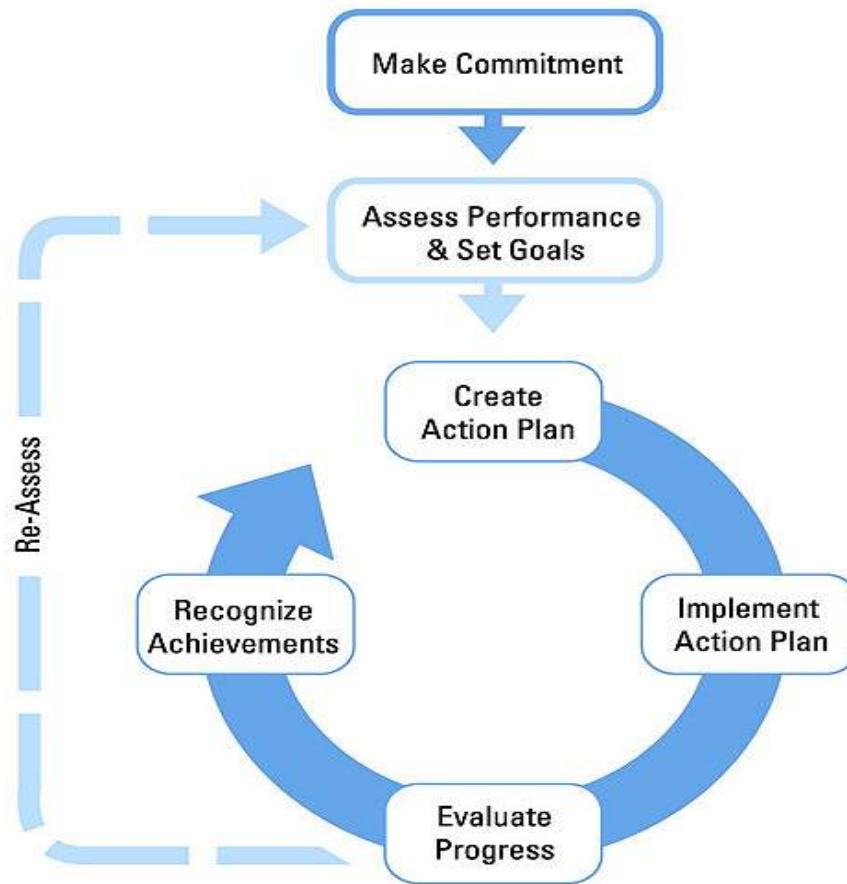 Make Commitment
Assess Performance
& Set Goals
Create
Action Plan
Implement
Action Plan
Evaluate
Progress
Recognize
Achievements
Re-Assess